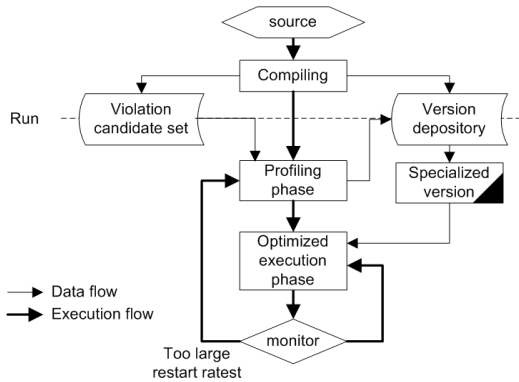 source
Compiling
Run
Violation
candidate set
Version
depository
Profiling
phase
Specialized
version
Optimized
execution
phase
Data flow
Execution flow
monitor
Too large
restart ratest